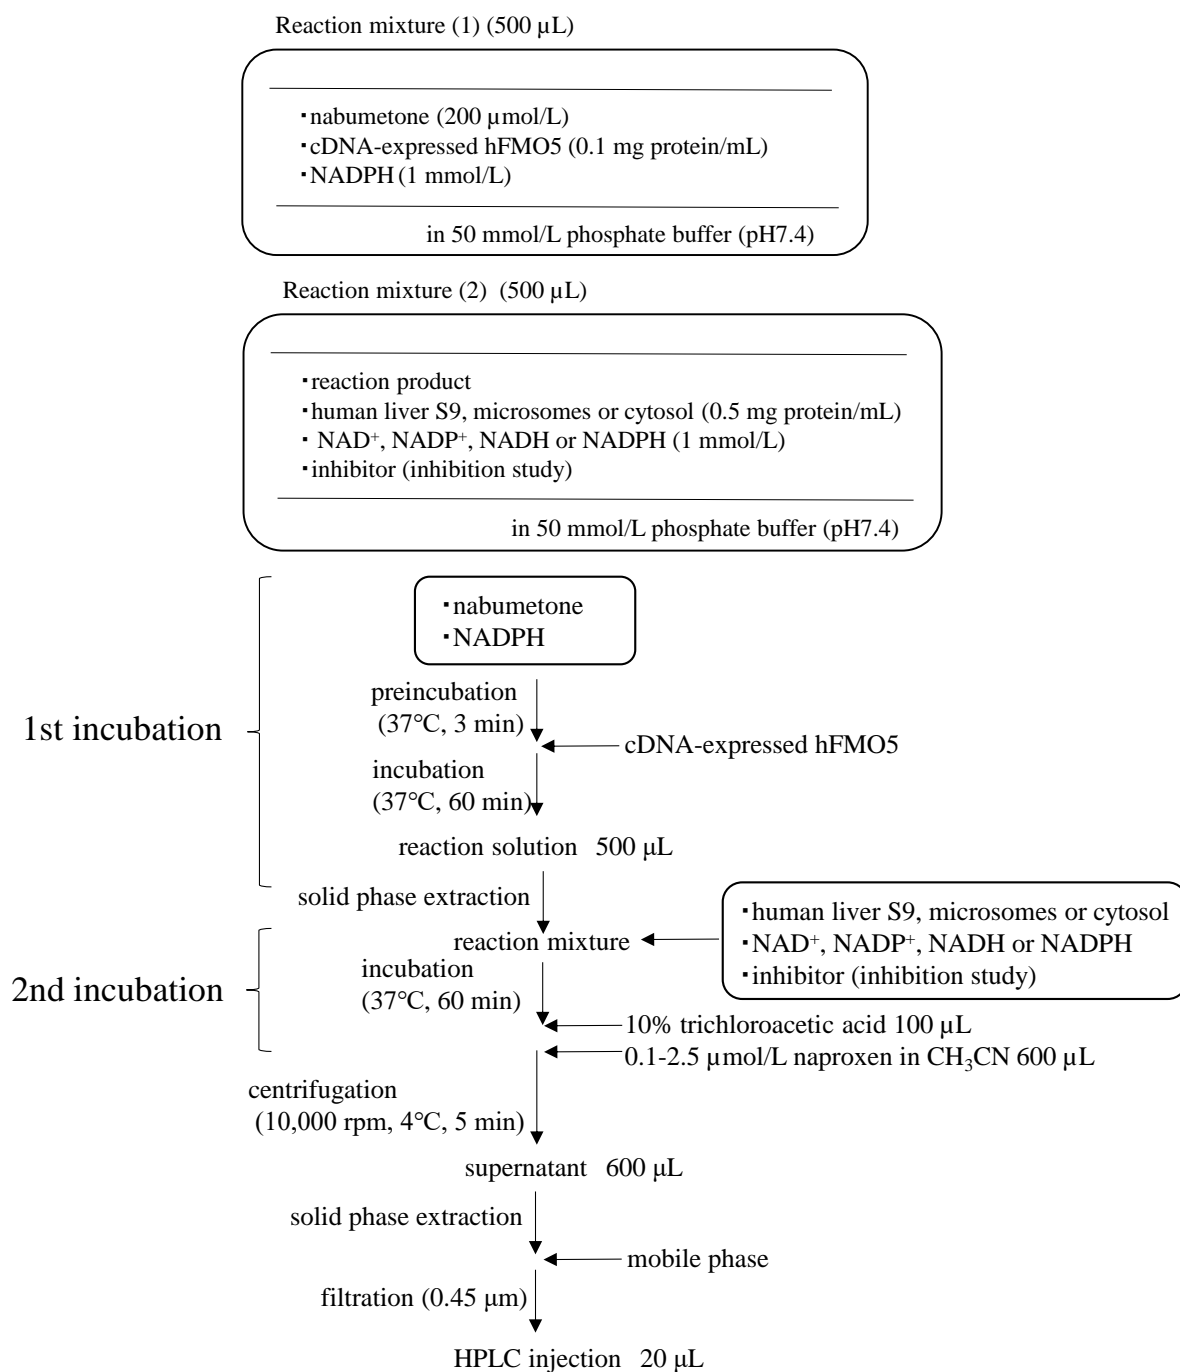 Reaction mixture (1) (500 µL)
・nabumetone (200 µmol/L)
・cDNA-expressed hFMO5 (0.1 mg protein/mL)
・NADPH (1 mmol/L)
in 50 mmol/L phosphate buffer (pH7.4)
Reaction mixture (2) (500 µL)
・reaction product
・human liver S9, microsomes or cytosol (0.5 mg protein/mL)
・ NAD⁺, NADP⁺, NADH or NADPH (1 mmol/L)
・inhibitor (inhibition study)
in 50 mmol/L phosphate buffer (pH7.4)
1st incubation
・nabumetone
・NADPH
preincubation
(37℃, 3 min)
cDNA-expressed hFMO5
incubation
(37℃, 60 min)
reaction solution 500 µL
solid phase extraction
2nd incubation
reaction mixture
・human liver S9, microsomes or cytosol
・NAD⁺, NADP⁺, NADH or NADPH
・inhibitor (inhibition study)
incubation
(37℃, 60 min)
10% trichloroacetic acid 100 µL
0.1-2.5 µmol/L naproxen in CH₃CN 600 µL
centrifugation
(10,000 rpm, 4℃, 5 min)
supernatant 600 µL
solid phase extraction
mobile phase
filtration (0.45 µm)
HPLC injection 20 µL